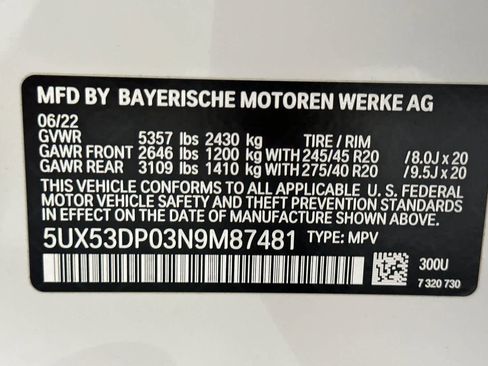 MFD BY BAYERISCHE MOTOREN WERKE AG
06/22
GVWR 5357 lbs 2430 kg TIRE / RIM
GAWR FRONT 2646 lbs 1200 kg WITH 245/45 R20 /8.0J x 20
GAWR REAR 3109 lbs 1410 kg WITH 275/40 R20 /9.5J x 20
THIS VEHICLE CONFORMS TO ALL APPLICABLE U. S. FEDERAL
MOTOR VEHICLE SAFETY AND THEFT PREVENTION STANDARDS
IN EFFECT ON THE DATE OF MANUFACTURE SHOWN ABOVE.
5UX53DP03N9M87481 TYPE: MPV
300U
7 320 730